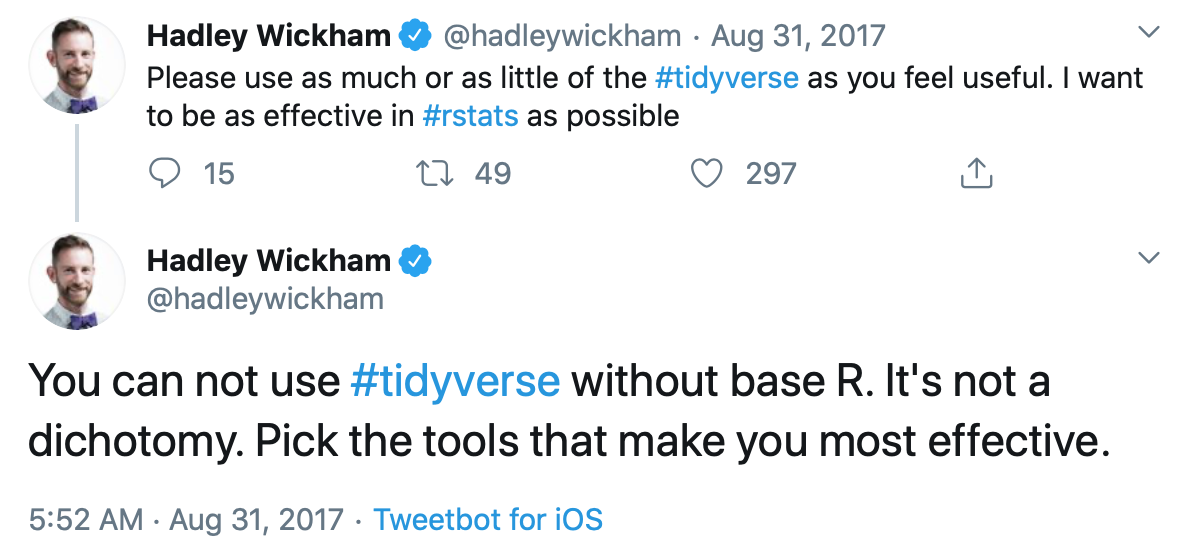 Hadley Wickham @hadleywickham · Aug 31, 2017
Please use as much or as little of the #tidyverse as you feel useful. I want
to be as effective in #rstats as possible
15 49 297
Hadley Wickham
@hadleywickham
You can not use #tidyverse without base R. It's not a
dichotomy. Pick the tools that make you most effective.
5:52 AM · Aug 31, 2017 · Tweetbot for iOS